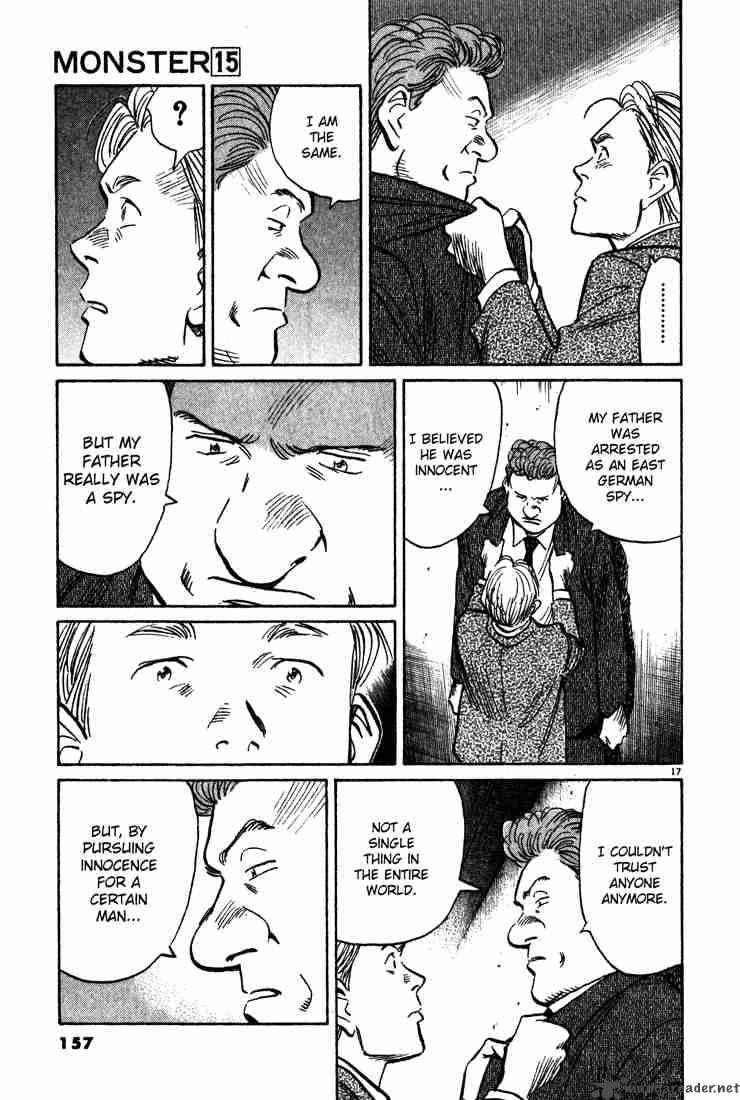 MONSTER 15
.........
I AM
THE
SAME.
?
MY FATHER
WAS
ARRESTED
AS AN EAST
GERMAN
SPY...
I BELIEVED
HE WAS
INNOCENT
...
BUT MY
FATHER
REALLY WAS
A SPY.
17
I COULDN'T
TRUST
ANYONE
ANYMORE.
NOT A
SINGLE
THING IN
THE ENTIRE
WORLD.
BUT, BY
PURSUING
INNOCENCE
FOR A
CERTAIN
MAN...
157